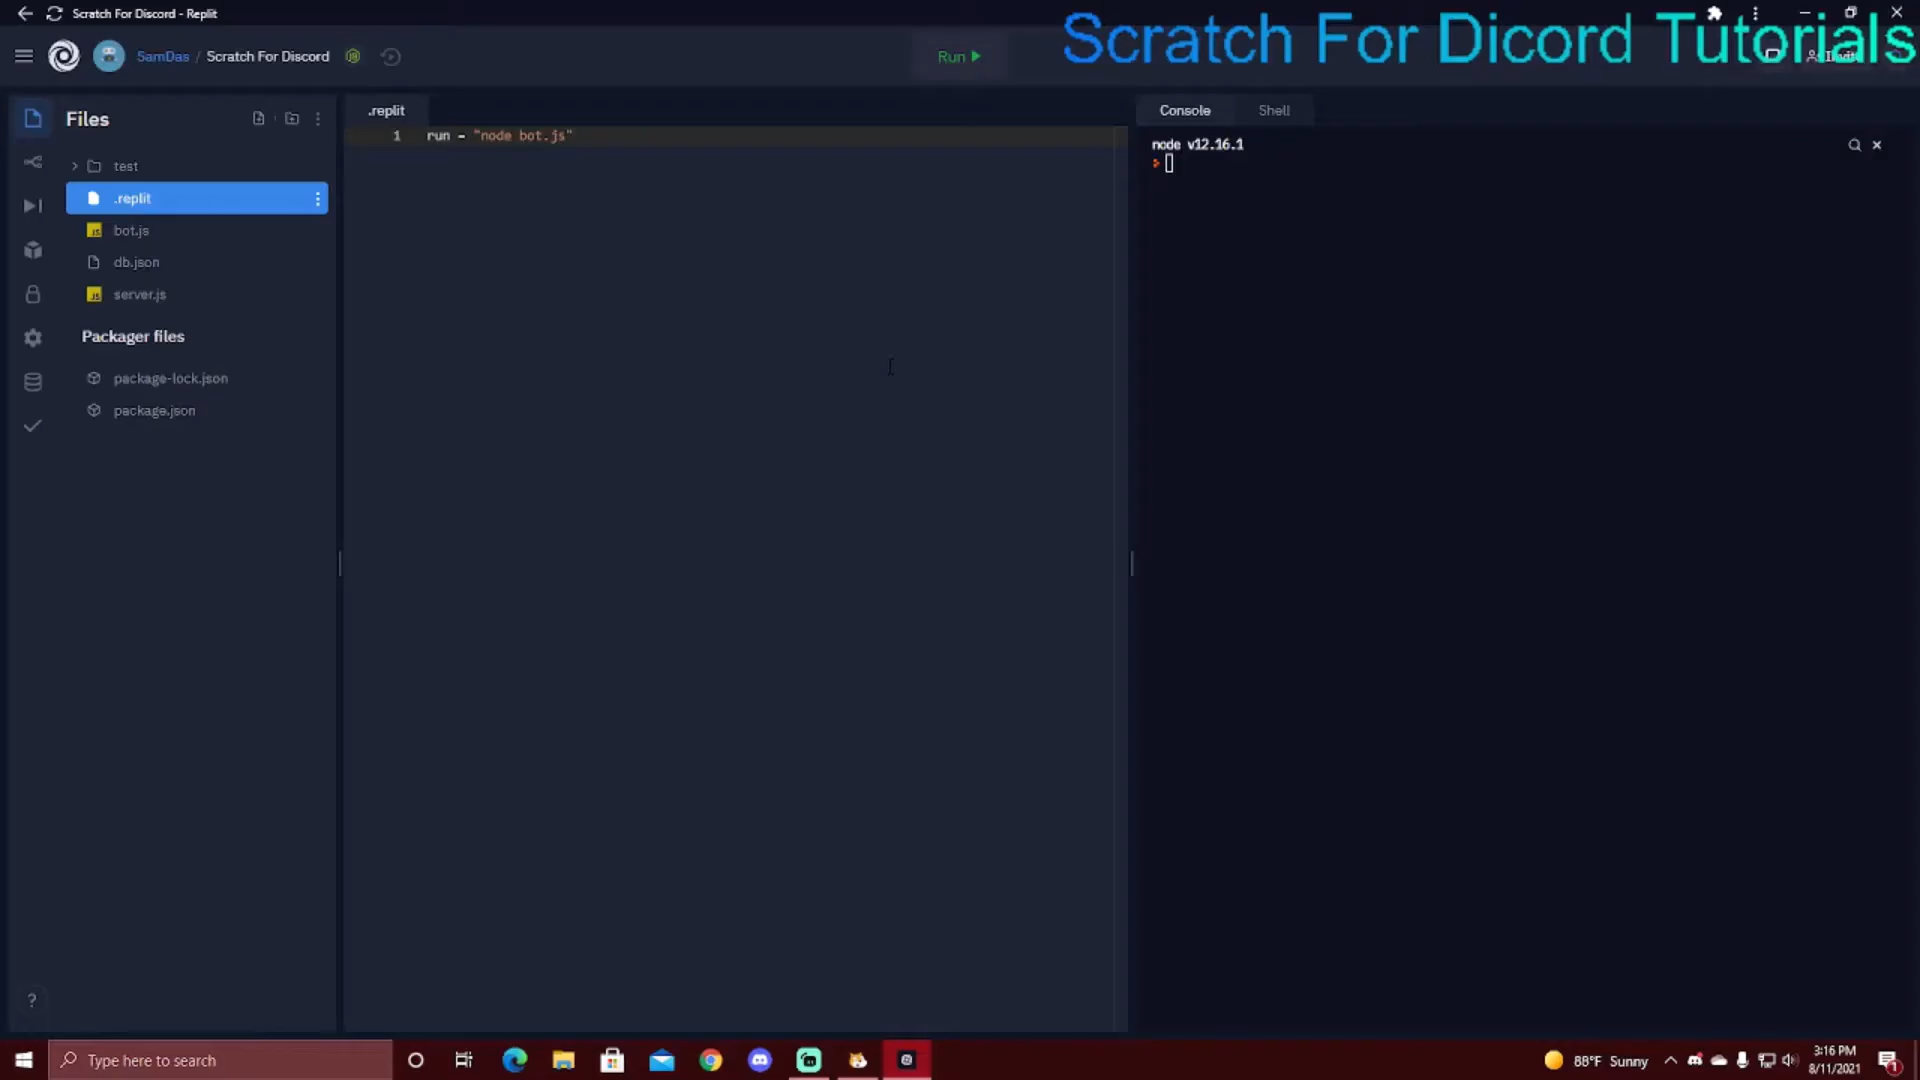 Scratch For Discord - Replit
Scratch For Dicord Tutorials
SamDas / Scratch For Discord
Run
Files
.replit
Console
Shell
1 run = "node bot.js"
node v12.16.1
test
.replit
bot.js
db.json
server.js
Packager files
package-lock.json
package.json
?
Type here to search
88°F Sunny
3:16 PM
8/11/2021
1